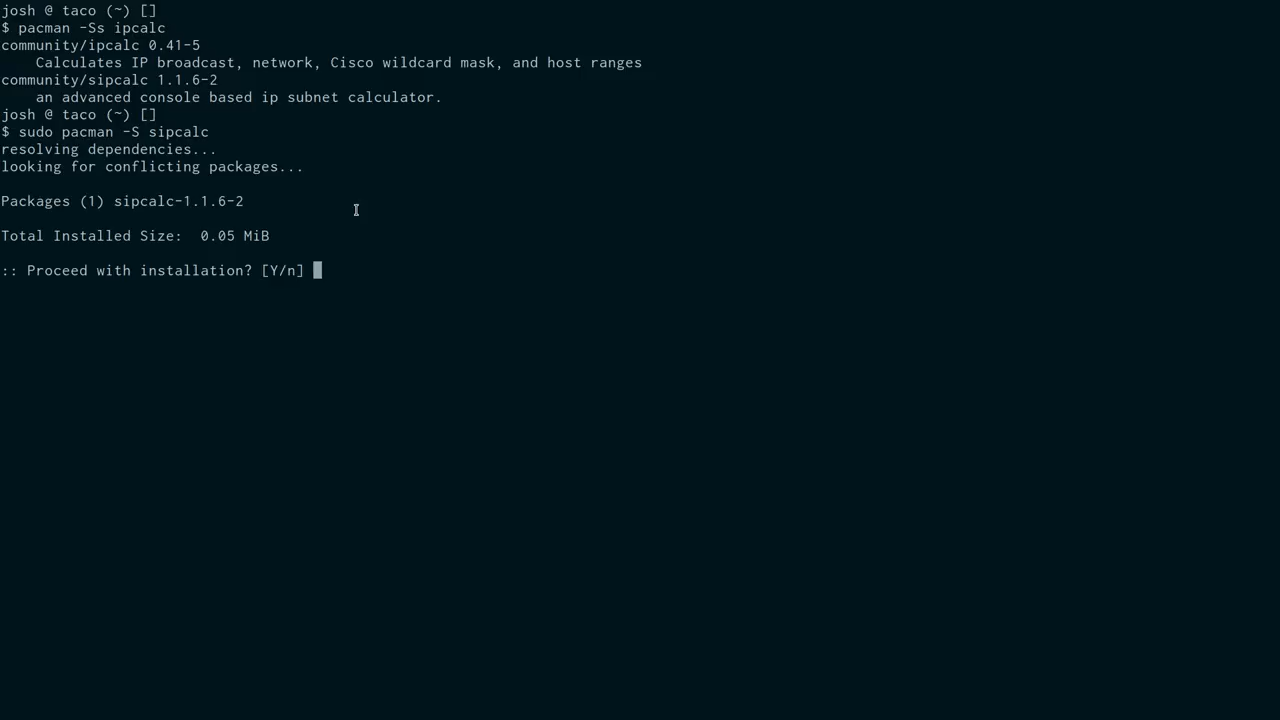 josh @ taco (~) []
$ pacman -Ss ipcalc
community/ipcalc 0.41-5
    Calculates IP broadcast, network, Cisco wildcard mask, and host ranges
community/sipcalc 1.1.6-2
    an advanced console based ip subnet calculator.
josh @ taco (~) []
$ sudo pacman -S sipcalc
resolving dependencies...
looking for conflicting packages...

Packages (1) sipcalc-1.1.6-2

Total Installed Size:  0.05 MiB

:: Proceed with installation? [Y/n]